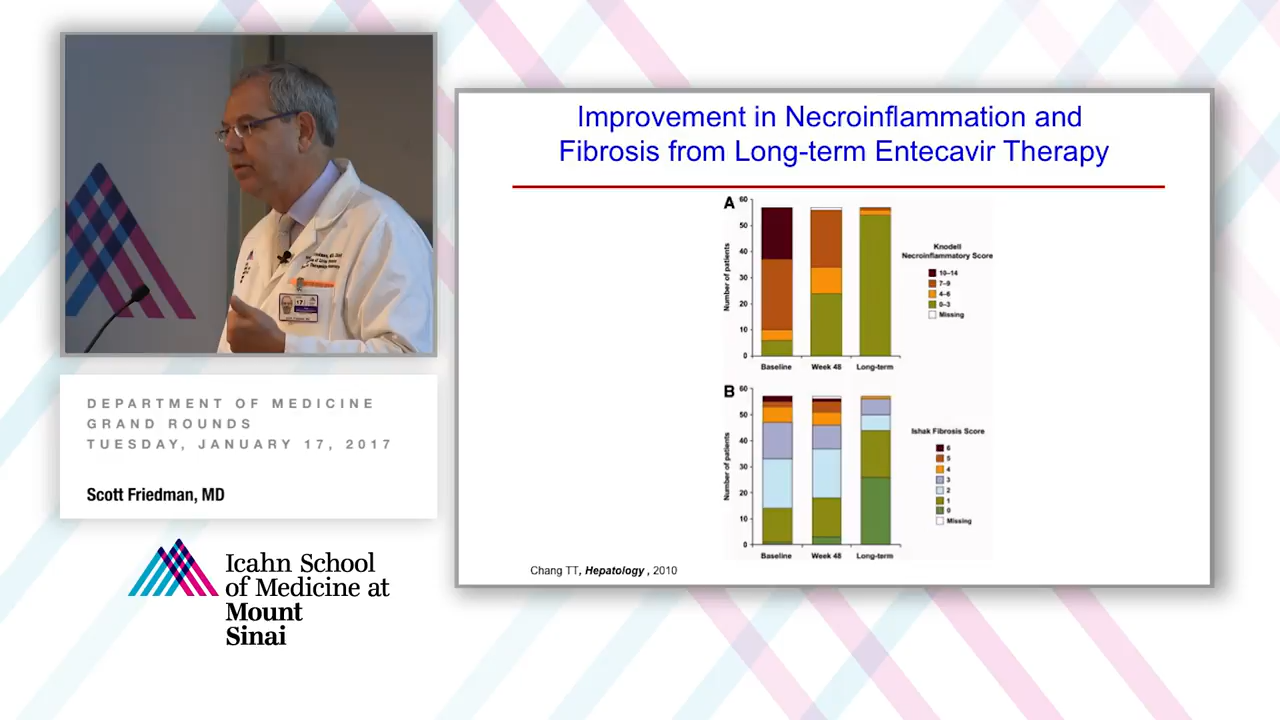 DEPARTMENT OF MEDICINE
GRAND ROUNDS
TUESDAY, JANUARY 17, 2017
Scott Friedman, MD
Icahn School
of Medicine at
Mount
Sinai
Improvement in Necroinflammation and
Fibrosis from Long-term Entecavir Therapy
A
Number of patients
60
50
40
30
20
10
0
Baseline Week 48 Long-term
Knodell
Necroinflammatory Score
10–14
7–9
4–6
0–3
Missing
B
Number of patients
60
50
40
30
20
10
0
Baseline Week 48 Long-term
Ishak Fibrosis Score
6
5
4
3
2
1
0
Missing
Chang TT, Hepatology , 2010